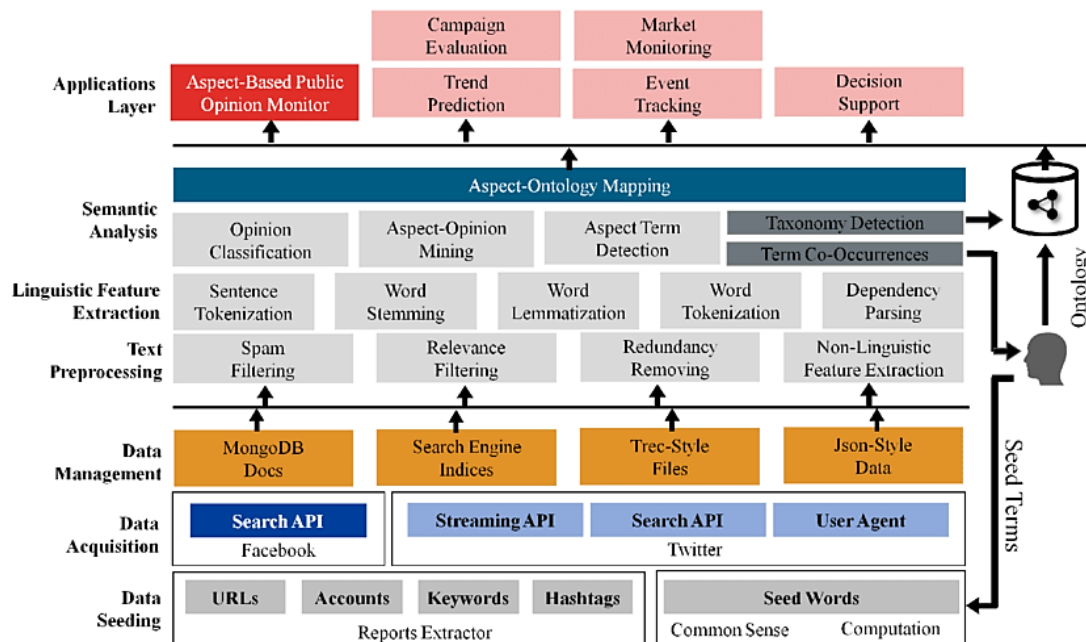 Campaign
Evaluation
Market
Monitoring
Applications
Layer
Aspect-Based Public
Opinion Monitor
Trend
Prediction
Event
Tracking
Decision
Support
Aspect-Ontology Mapping
Semantic
Analysis
Opinion
Classification
Aspect-Opinion
Mining
Aspect Term
Detection
Taxonomy Detection
Term Co-Occurrences
Ontology
Linguistic Feature
Extraction
Sentence
Tokenization
Word
Stemming
Word
Lemmatization
Word
Tokenization
Dependency
Parsing
Text
Preprocessing
Spam
Filtering
Relevance
Filtering
Redundancy
Removing
Non-Linguistic
Feature Extraction
Data
Management
MongoDB
Docs
Search Engine
Indices
Trec-Style
Files
Json-Style
Data
Seed Terms
Data
Acquisition
Search API
Facebook
Streaming API
Search API
User Agent
Twitter
Data
Seeding
URLs
Accounts
Keywords
Hashtags
Reports Extractor
Seed Words
Common Sense
Computation